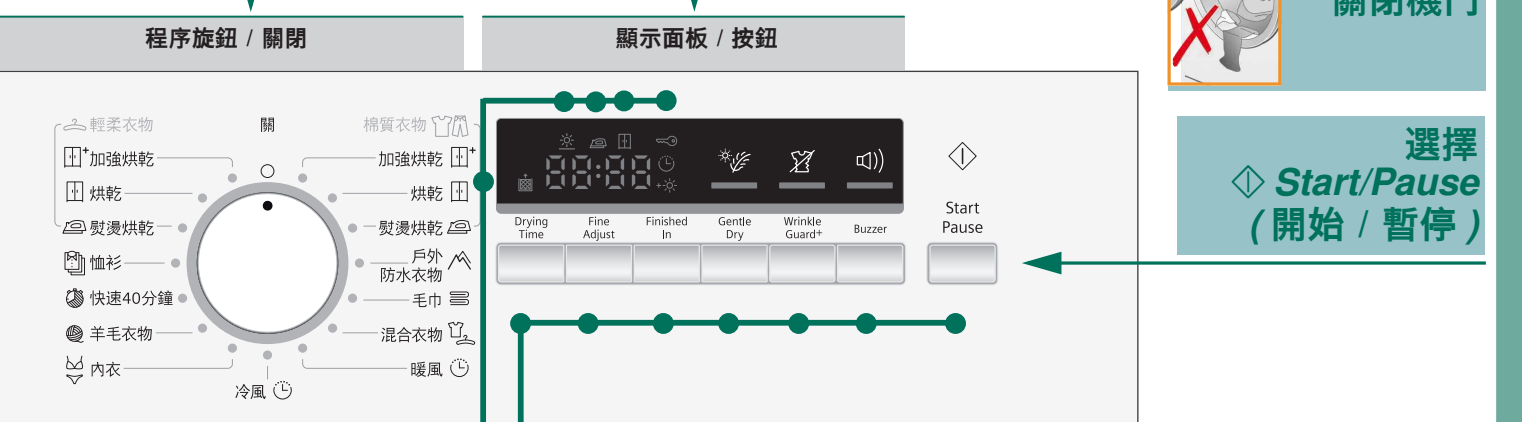 程序旋鈕 / 關閉
顯示面板 / 按鈕
關閉機門
選擇
Start/Pause
(開始 / 暫停)
輕柔衣物
關
棉質衣物
加強烘乾
烘乾
熨燙烘乾
恤衫
快速40分鐘
羊毛衣物
內衣
冷風
加強烘乾
烘乾
熨燙烘乾
戶外
防水衣物
毛巾
混合衣物
暖風
88:88
Drying
Time
Fine
Adjust
Finished
In
Gentle
Dry
Wrinkle
Guard+
Buzzer
Start
Pause